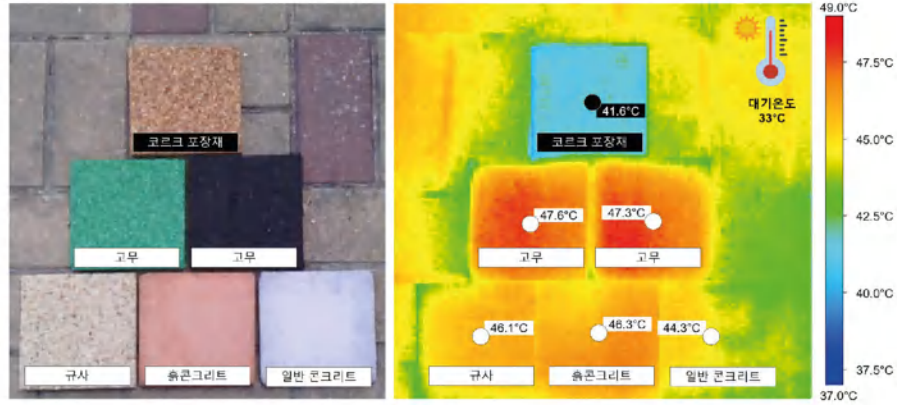 코르크 포장재
고무
고무
규사
흙콘크리트
일반 콘크리트
대기온도
33°C
41.6°C
코르크 포장재
47.6°C
47.3°C
고무
고무
46.1°C
46.3°C
44.3°C
규사
흙콘크리트
일반 콘크리트
49.0°C
47.5°C
45.0°C
42.5°C
40.0°C
37.5°C
37.0°C